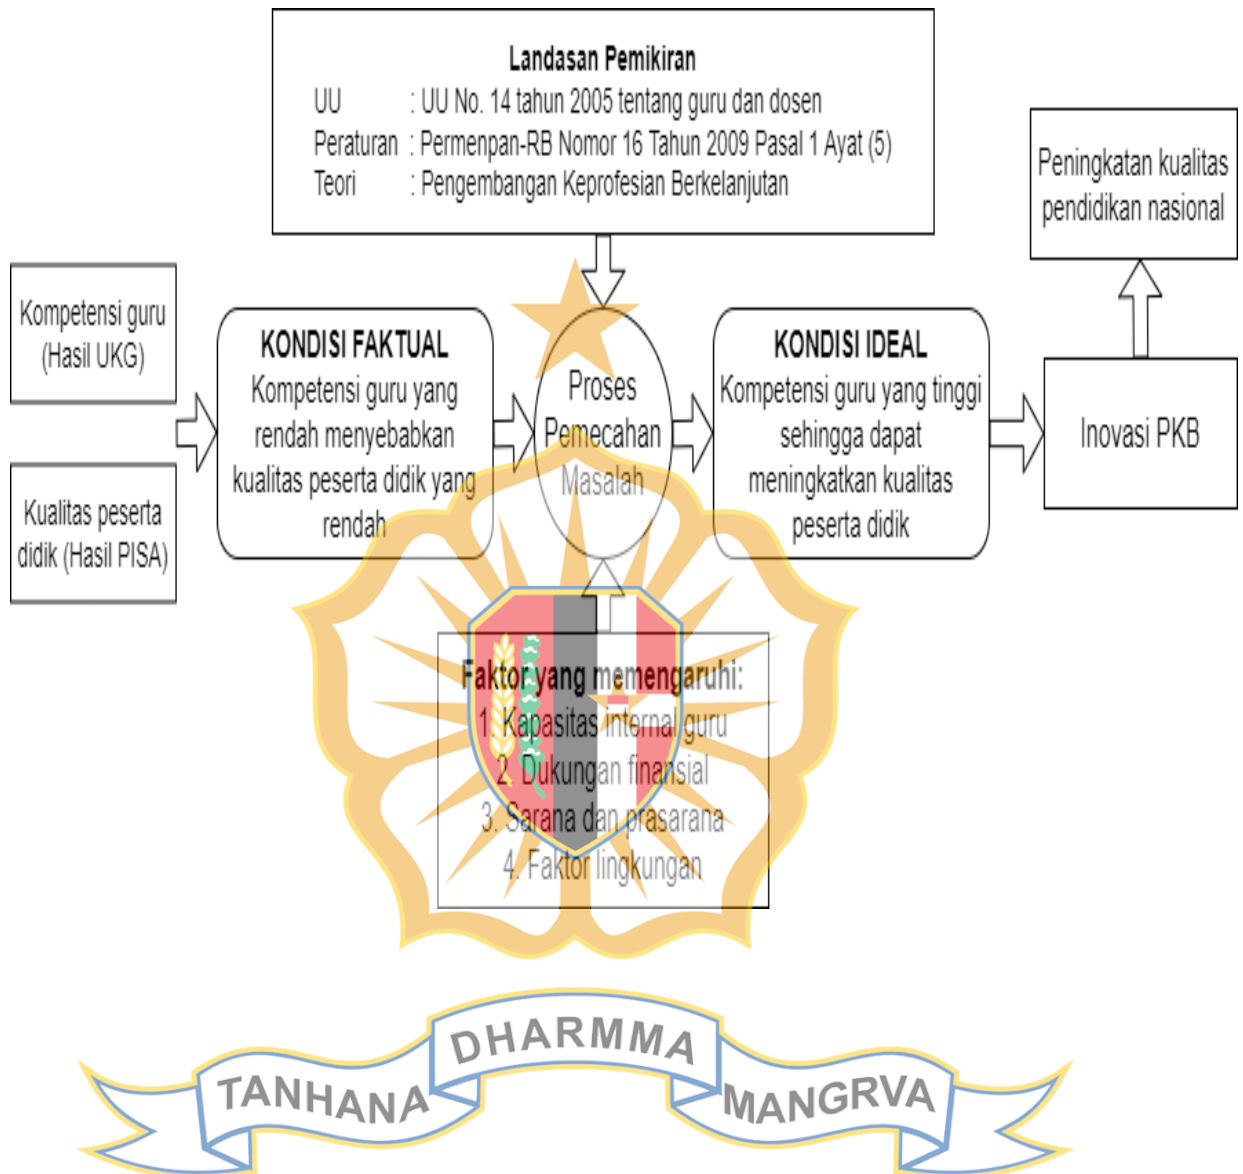 Landasan Pemikiran
UU : UU No. 14 tahun 2005 tentang guru dan dosen
Peraturan : Permenpan-RB Nomor 16 Tahun 2009 Pasal 1 Ayat (5)
Teori : Pengembangan Keprofesian Berkelanjutan
Peningkatan kualitas
pendidikan nasional
Kompetensi guru
(Hasil UKG)
Kualitas peserta
didik (Hasil PISA)
KONDISI FAKTUAL
Kompetensi guru yang
rendah menyebabkan
kualitas peserta didik yang
rendah
Proses
Pemecahan
Masalah
KONDISI IDEAL
Kompetensi guru yang tinggi
sehingga dapat
meningkatkan kualitas
peserta didik
Inovasi PKB
Faktor yang memengaruhi:
1. Kapasitas internal guru
2. Dukungan finansial
3. Sarana dan prasarana
4. Faktor lingkungan
TANHANA DHARMMA MANGRVA